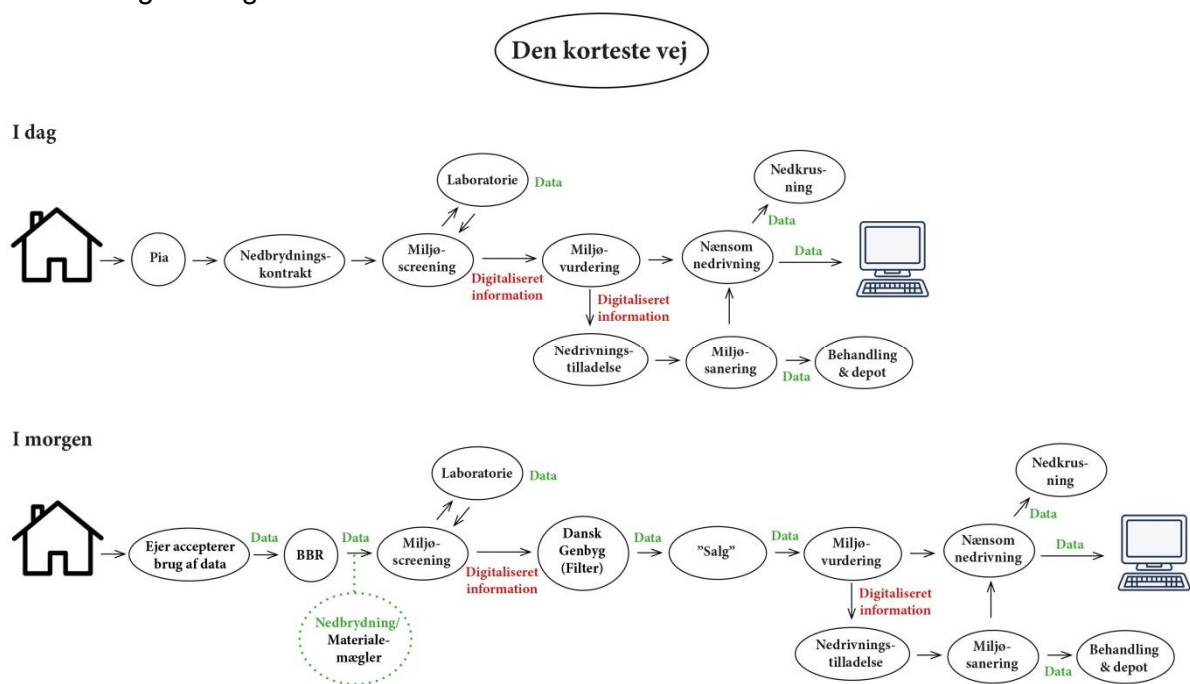 Den korteste vej
I dag
Pia
Nedbrydnings-
kontrakt
Miljø-
screening
Laboratorie
Data
Digitaliseret
information
Miljø-
vurdering
Digitaliseret
information
Nedrivnings-
tilladelse
Miljø-
sanering
Data
Behandling
& depot
Nænsom
nedrivning
Data
Nedkrus-
ning
Data
I morgen
Ejer accepterer
brug af data
Data
BBR
Data
Nedbrydning/
Materiale-
mægler
Miljø-
screening
Laboratorie
Data
Digitaliseret
information
Dansk
Genbyg
(Filter)
Data
”Salg”
Data
Miljø-
vurdering
Digitaliseret
information
Nedrivnings-
tilladelse
Miljø-
sanering
Data
Behandling
& depot
Nænsom
nedrivning
Data
Nedkrus-
ning
Data